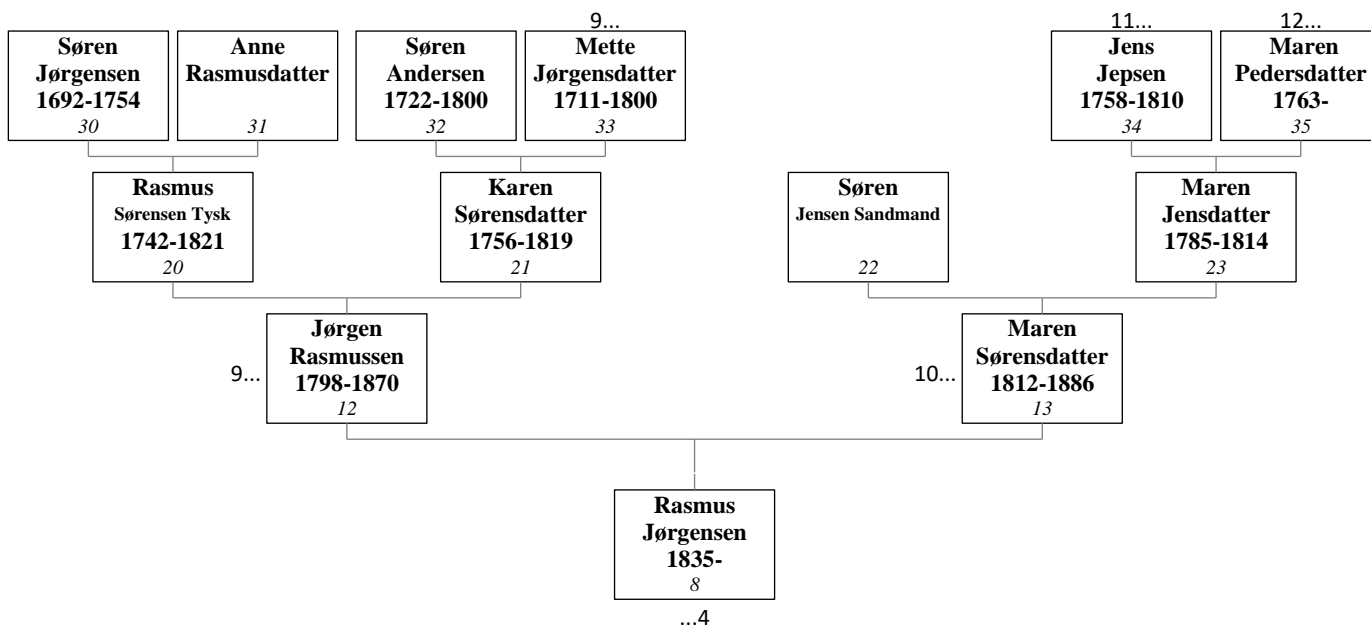 9...
11...
12...
Søren
Jørgensen
1692-1754
30
Anne
Rasmusdatter
31
Søren
Andersen
1722-1800
32
Mette
Jørgensdatter
1711-1800
33
Jens
Jepsen
1758-1810
34
Maren
Pedersdatter
1763-
35
Rasmus
Sørensen Tysk
1742-1821
20
Karen
Sørensdatter
1756-1819
21
Søren
Jensen Sandmand
22
Maren
Jensdatter
1785-1814
23
9...
Jørgen
Rasmussen
1798-1870
12
10...
Maren
Sørensdatter
1812-1886
13
Rasmus
Jørgensen
1835-
8
...4